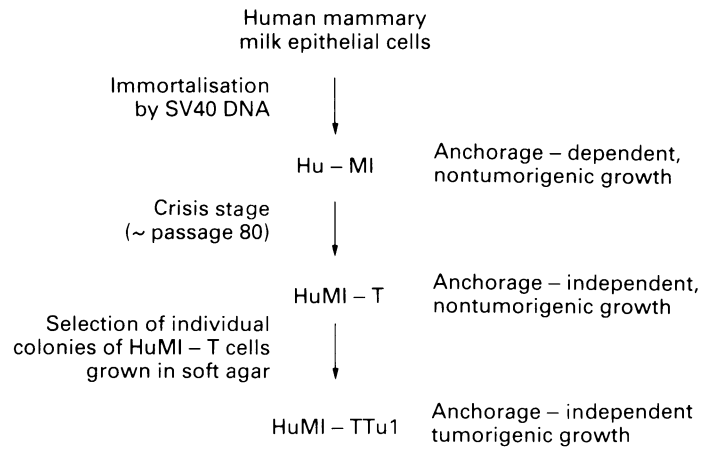 Human mammary
milk epithelial cells
Immortalisation
by SV40 DNA
Hu – MI
Anchorage – dependent,
nontumorigenic growth
Crisis stage
(~ passage 80)
HuMI – T
Anchorage – independent,
nontumorigenic growth
Selection of individual
colonies of HuMI – T cells
grown in soft agar
HuMI – TTu1
Anchorage – independent
tumorigenic growth